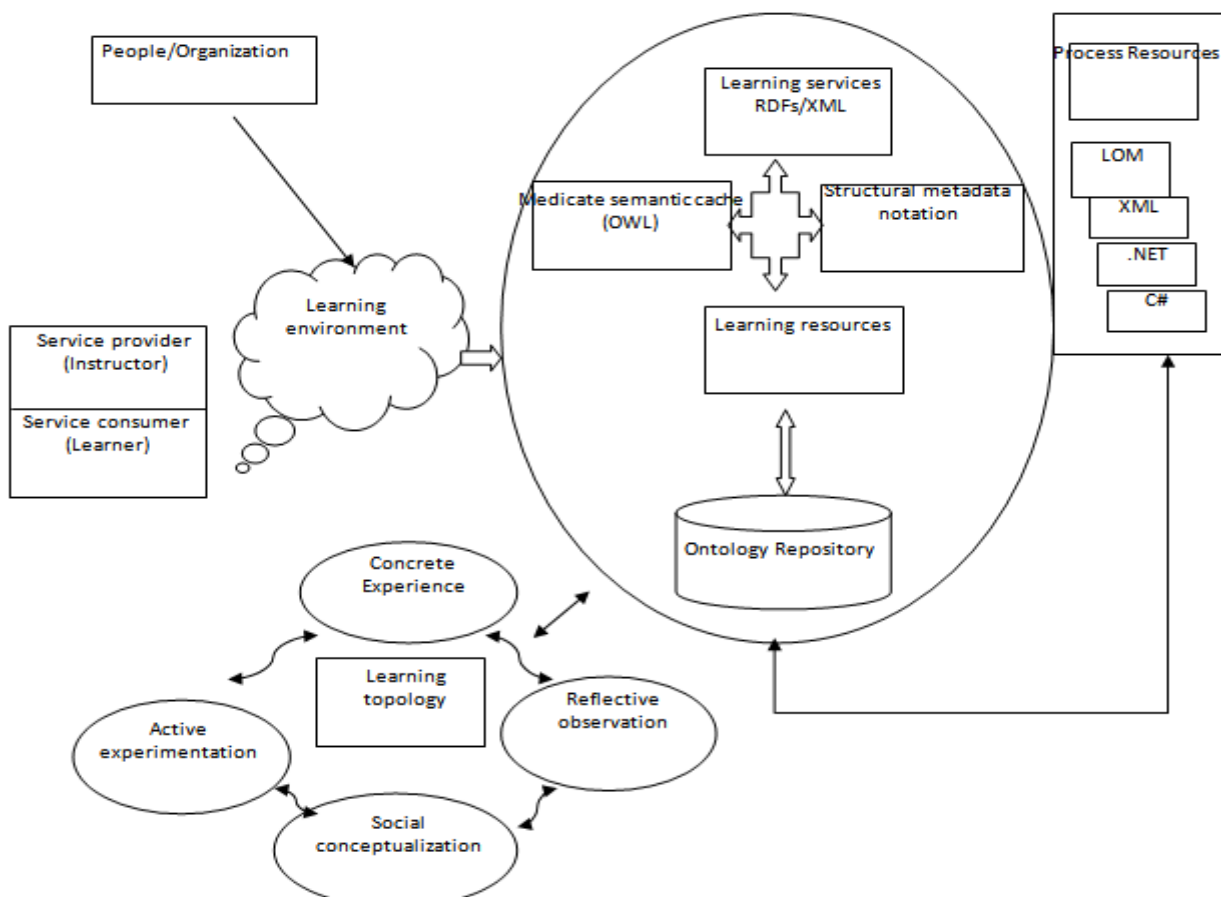 People/Organization
Learning services
RDFs/XML
Process Resources
LOM
XML
.NET
C#
Medicate semantic cache
(OWL)
Structural metadata
notation
Learning
environment
Learning resources
Service provider
(Instructor)
Service consumer
(Learner)
Ontology Repository
Concrete
Experience
Learning
topology
Reflective
observation
Active
experimentation
Social
conceptualization